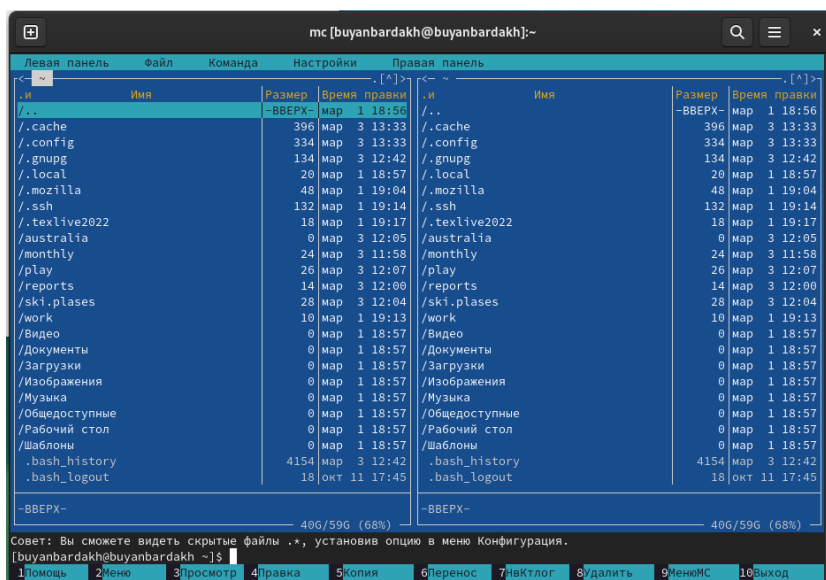 mc [buyanbardakh@buyanbardakh]:~
Левая панель Файл Команда Настройки Правая панель
<— ~ .[^]> <— ~ .[^]>
.и Имя Размер Время правки .и Имя Размер Время правки
/.. -ВВЕРХ- мар 1 18:56 /.. -ВВЕРХ- мар 1 18:56
/.cache 396 мар 3 13:33 /.cache 396 мар 3 13:33
/.config 334 мар 3 13:33 /.config 334 мар 3 13:33
/.gnupg 134 мар 3 12:42 /.gnupg 134 мар 3 12:42
/.local 20 мар 1 18:57 /.local 20 мар 1 18:57
/.mozilla 48 мар 1 19:04 /.mozilla 48 мар 1 19:04
/.ssh 132 мар 1 19:14 /.ssh 132 мар 1 19:14
/.texlive2022 18 мар 1 19:17 /.texlive2022 18 мар 1 19:17
/australia 0 мар 3 12:05 /australia 0 мар 3 12:05
/monthly 24 мар 3 11:58 /monthly 24 мар 3 11:58
/play 26 мар 3 12:07 /play 26 мар 3 12:07
/reports 14 мар 3 12:00 /reports 14 мар 3 12:00
/ski.plases 28 мар 3 12:04 /ski.plases 28 мар 3 12:04
/work 10 мар 1 19:13 /work 10 мар 1 19:13
/Видео 0 мар 1 18:57 /Видео 0 мар 1 18:57
/Документы 0 мар 1 18:57 /Документы 0 мар 1 18:57
/Загрузки 0 мар 1 18:57 /Загрузки 0 мар 1 18:57
/Изображения 0 мар 1 18:57 /Изображения 0 мар 1 18:57
/Музыка 0 мар 1 18:57 /Музыка 0 мар 1 18:57
/Общедоступные 0 мар 1 18:57 /Общедоступные 0 мар 1 18:57
/Рабочий стол 0 мар 1 18:57 /Рабочий стол 0 мар 1 18:57
/Шаблоны 0 мар 1 18:57 /Шаблоны 0 мар 1 18:57
.bash_history 4154 мар 3 12:42 .bash_history 4154 мар 3 12:42
.bash_logout 18 окт 11 17:45 .bash_logout 18 окт 11 17:45
-ВВЕРХ- -ВВЕРХ-
40G/59G (68%) 40G/59G (68%)
Совет: Вы сможете видеть скрытые файлы .*, установив опцию в меню Конфигурация.
[buyanbardakh@buyanbardakh ~]$
1Помощь 2Меню 3Просмотр 4Правка 5Копия 6Перенос 7НвКтлог 8Удалить 9МенюМС 10Выход